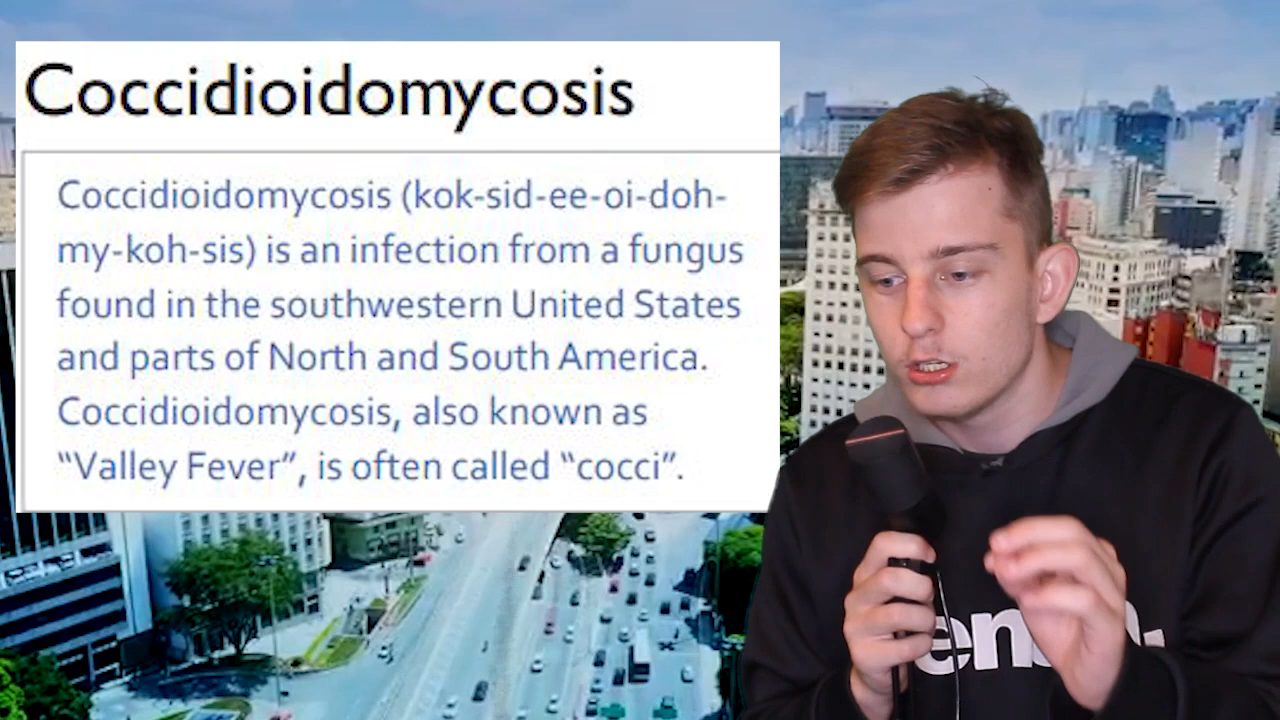 Coccidioidomycosis
Coccidioidomycosis (kok-sid-ee-oi-doh-
my-koh-sis) is an infection from a fungus
found in the southwestern United States
and parts of North and South America.
Coccidioidomycosis, also known as
“Valley Fever”, is often called “cocci”.